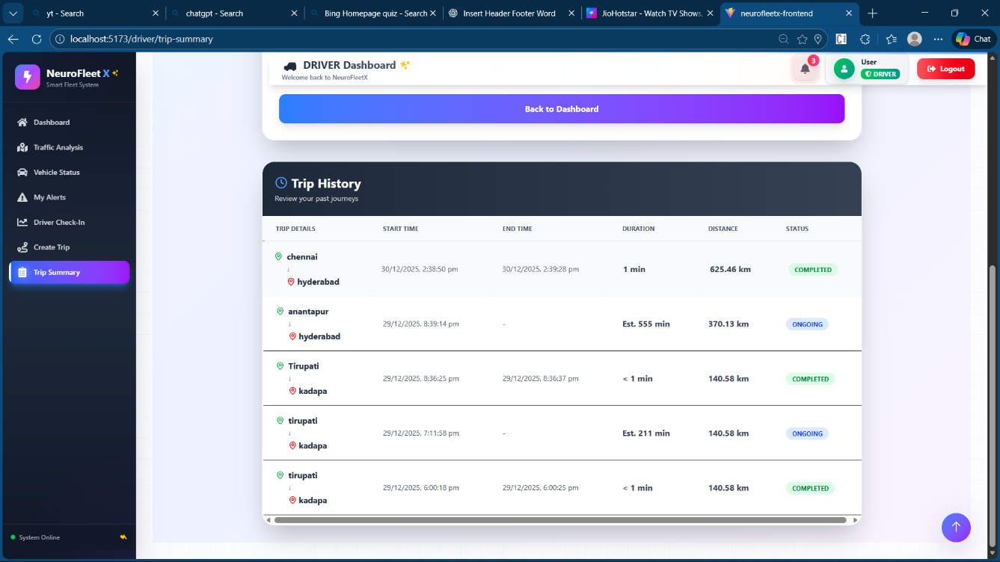 yt - Search
chatgpt - Search
Bing Homepage quiz - Search
Insert Header Footer Word
JioHotstar - Watch TV Shows,
neurofleetx-frontend
localhost:5173/driver/trip-summary
Chat
NeuroFleet X
Smart Fleet System
DRIVER Dashboard
Welcome back to NeuroFleetX
3
User
DRIVER
Logout
Dashboard
Traffic Analysis
Vehicle Status
My Alerts
Driver Check-In
Create Trip
Trip Summary
System Online
Back to Dashboard
Trip History
Review your past journeys
TRIP DETAILS START TIME END TIME DURATION DISTANCE STATUS
chennai
↓ 30/12/2025, 2:38:50 pm 30/12/2025, 2:39:28 pm 1 min 625.46 km COMPLETED
hyderabad
anantapur
↓ 29/12/2025, 8:39:14 pm - Est. 555 min 370.13 km ONGOING
hyderabad
Tirupati
↓ 29/12/2025, 8:36:25 pm 29/12/2025, 8:36:37 pm < 1 min 140.58 km COMPLETED
kadapa
tirupati
↓ 29/12/2025, 7:11:58 pm - Est. 211 min 140.58 km ONGOING
kadapa
tirupati
↓ 29/12/2025, 6:00:18 pm 29/12/2025, 6:00:25 pm < 1 min 140.58 km COMPLETED
kadapa